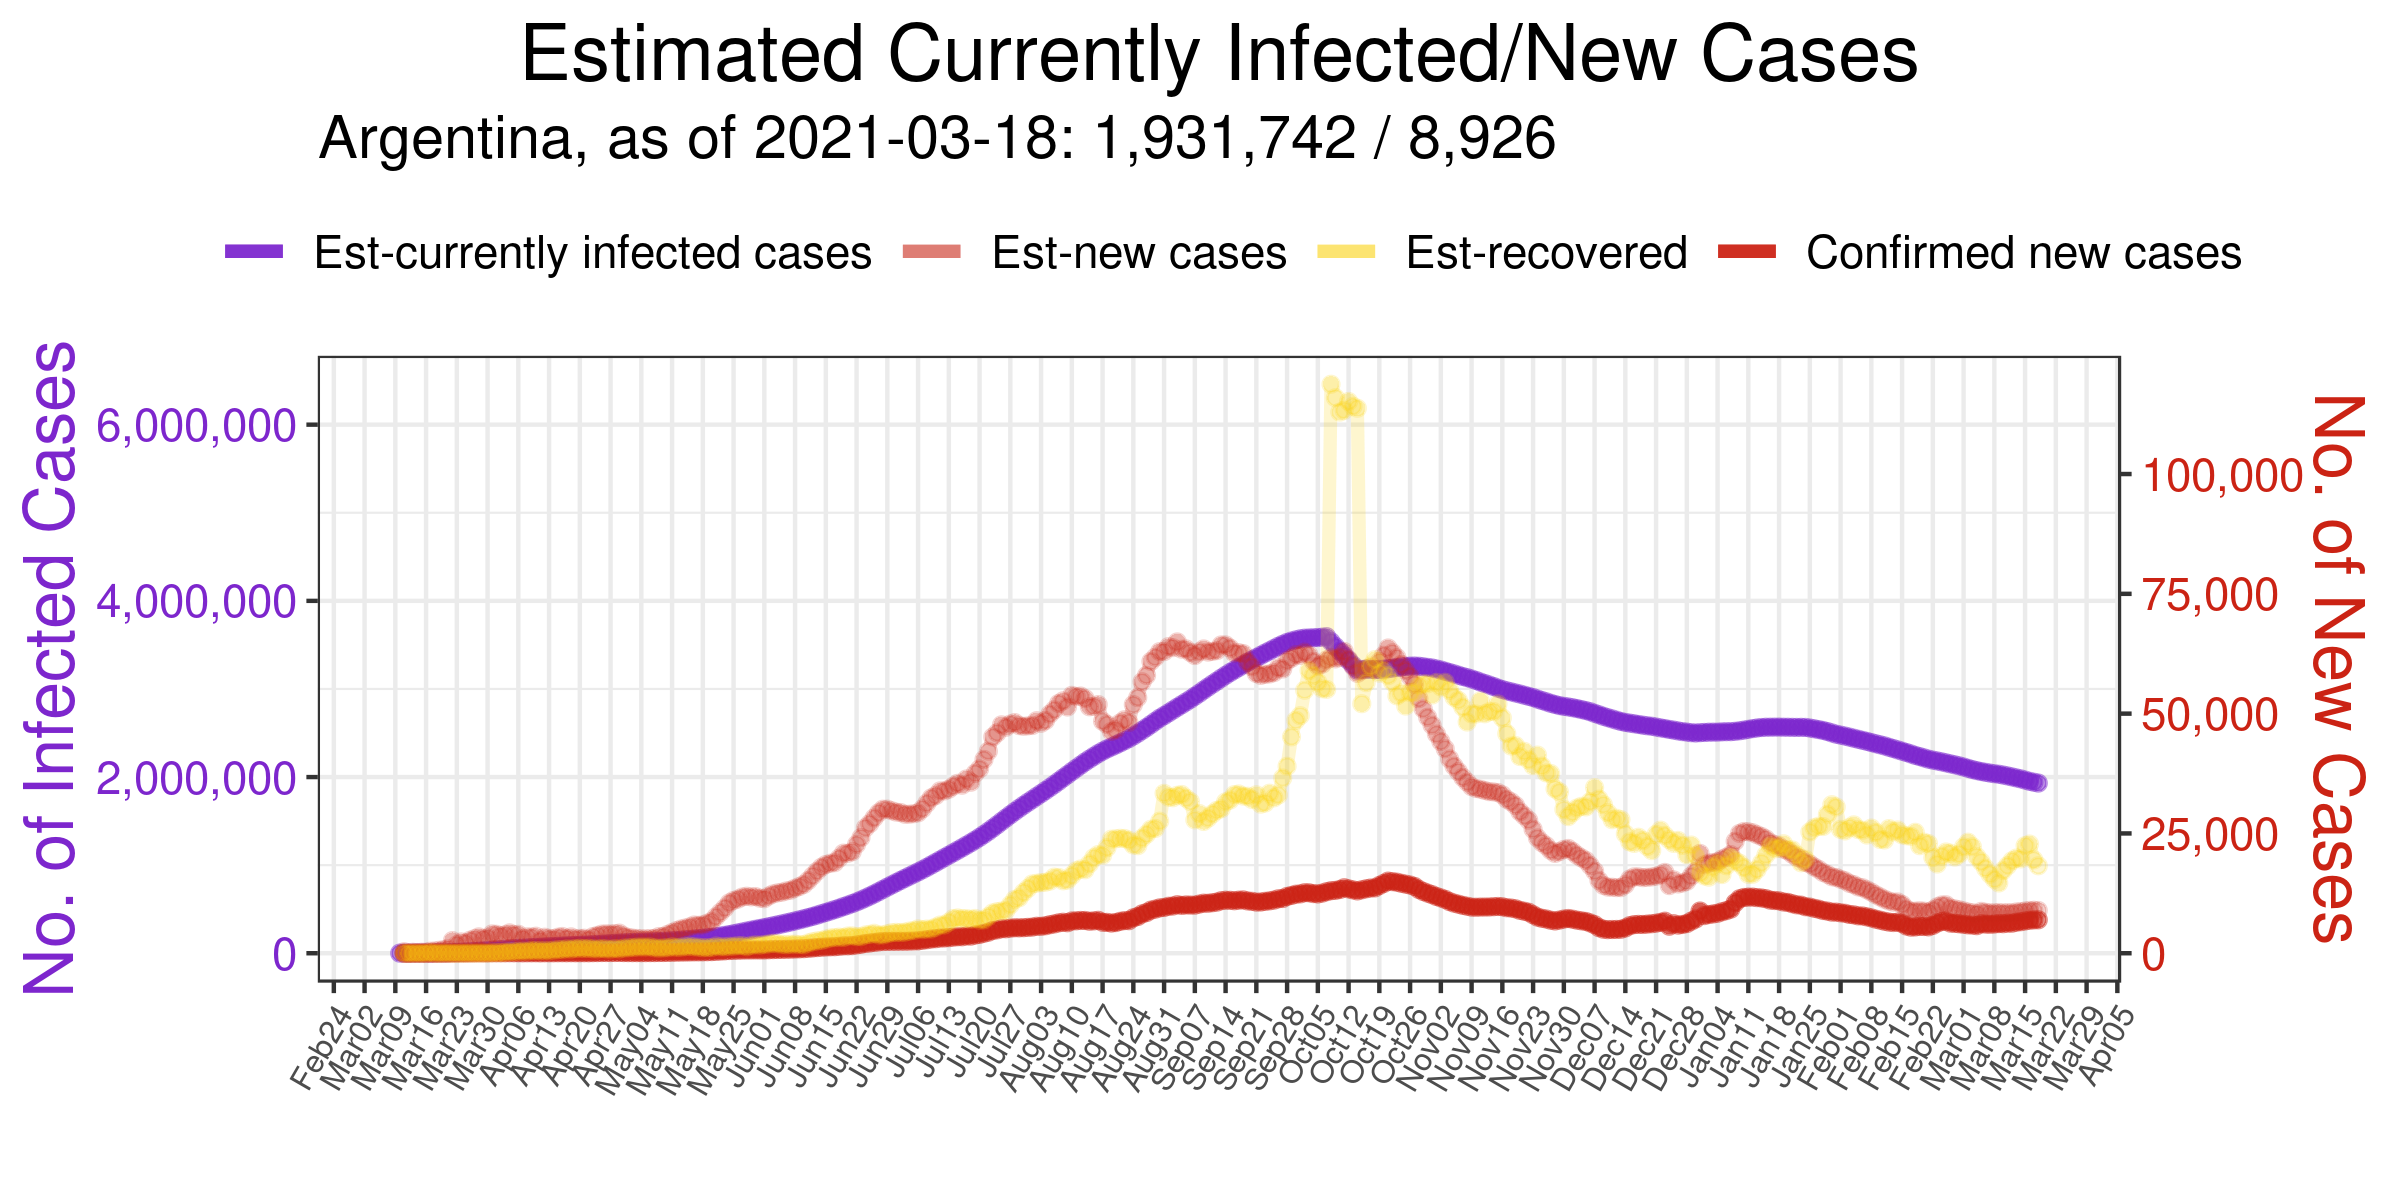 Estimated Currently Infected/New Cases
Argentina, as of 2021-03-18: 1,931,742 / 8,926
Est-currently infected cases Est-new cases Est-recovered Confirmed new cases
No. of Infected Cases
6,000,000
4,000,000
2,000,000
0
100,000
75,000
50,000
25,000
0
No. of New Cases
Feb24 Mar02 Mar09 Mar16 Mar23 Mar30 Apr06 Apr13 Apr20 Apr27 May04 May11 May18 May25 Jun01 Jun08 Jun15 Jun22 Jun29 Jul06 Jul13 Jul20 Jul27 Aug03 Aug10 Aug17 Aug24 Aug31 Sep07 Sep14 Sep21 Sep28 Oct05 Oct12 Oct19 Oct26 Nov02 Nov09 Nov16 Nov23 Nov30 Dec07 Dec14 Dec21 Dec28 Jan04 Jan11 Jan18 Jan25 Feb01 Feb08 Feb15 Feb22 Mar01 Mar08 Mar15 Mar22 Mar29 Apr05